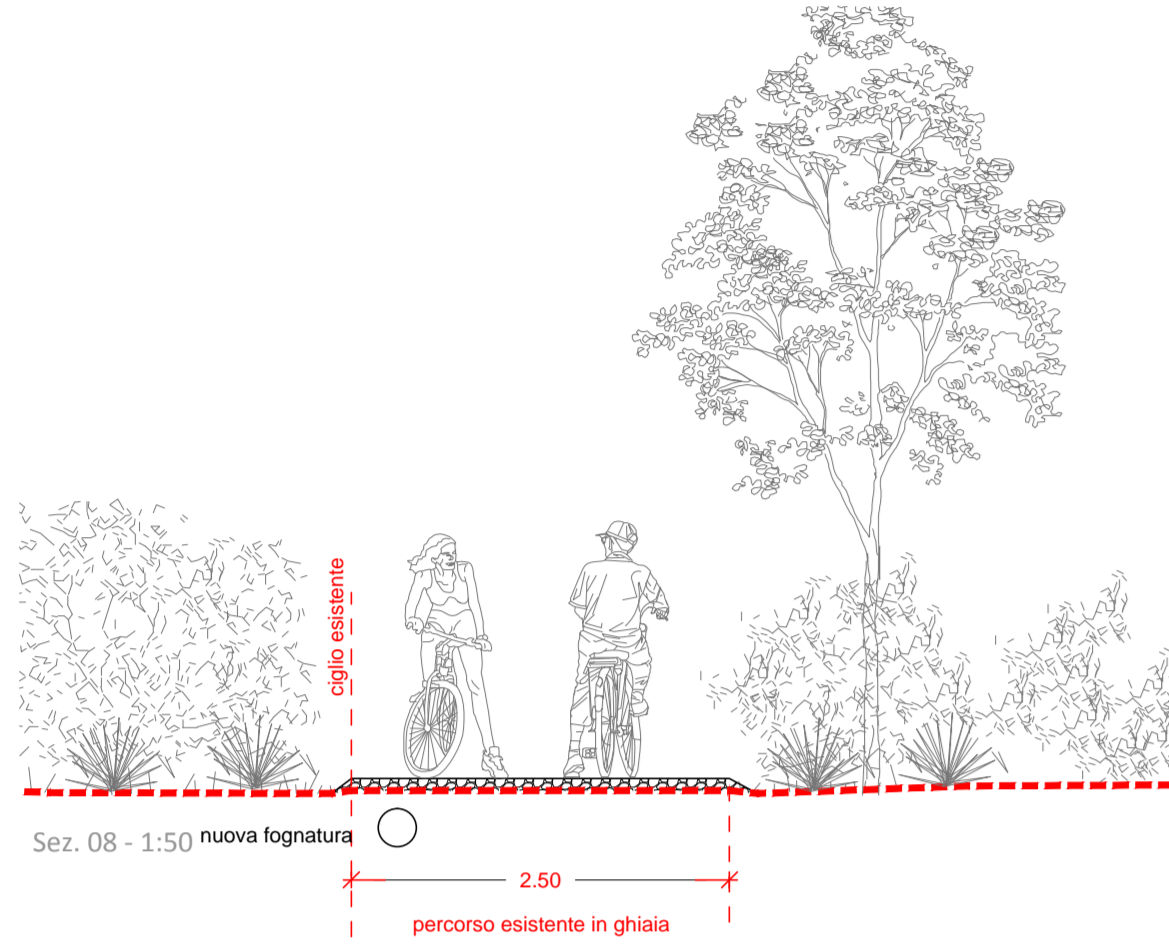 ciglio esistente
Sez. 08 - 1:50
nuova fognatura
2.50
percorso esistente in ghiaia